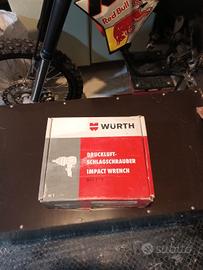 Red Bull
WÜRTH
DRUCKLUFT-
SCHLAGSCHRAUBER
IMPACT WRENCH
subito